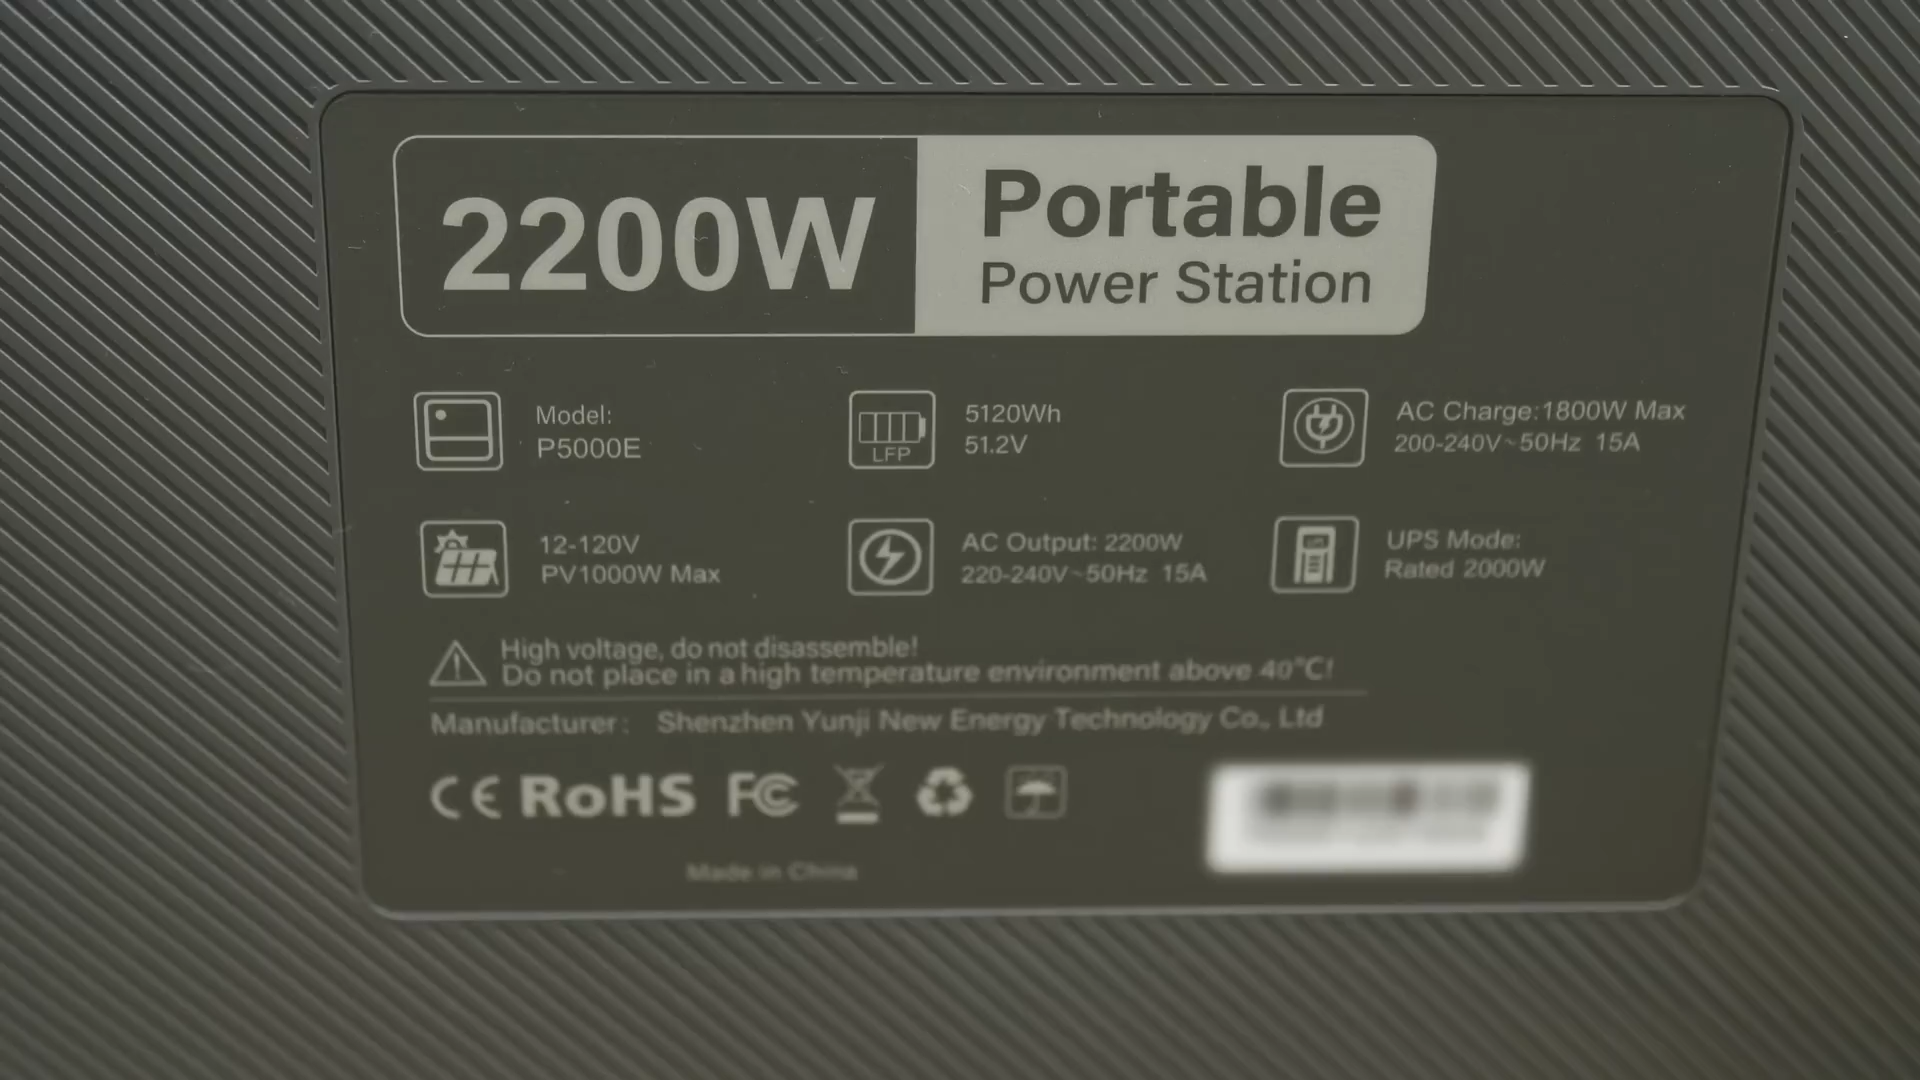 2200W
Portable
Power Station
Model:
P5000E
LFP
5120Wh
51.2V
AC Charge:1800W Max
200-240V~50Hz 15A
12-120V
PV1000W Max
AC Output: 2200W
220-240V~50Hz 15A
UPS Mode:
Rated 2000W
High voltage, do not disassemble!
Do not place in a high temperature environment above 40°C!
Manufacturer: Shenzhen Yunji New Energy Technology Co., Ltd
CE RoHS FC
Made in China